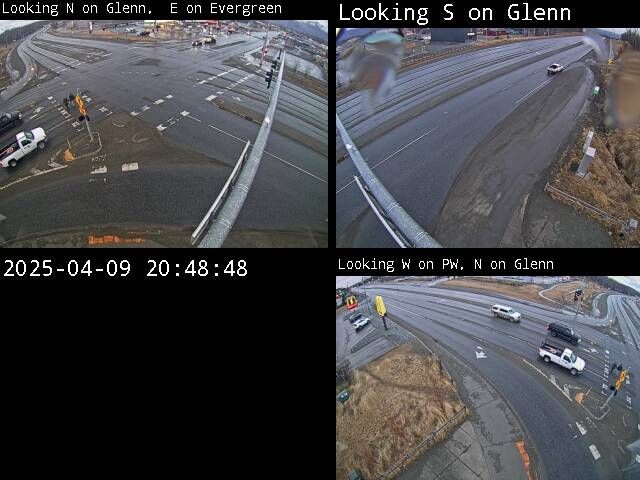 Looking N on Glenn,  E on Evergreen
Looking S on Glenn
2025-04-09 20:48:48
Looking W on PW, N on Glenn